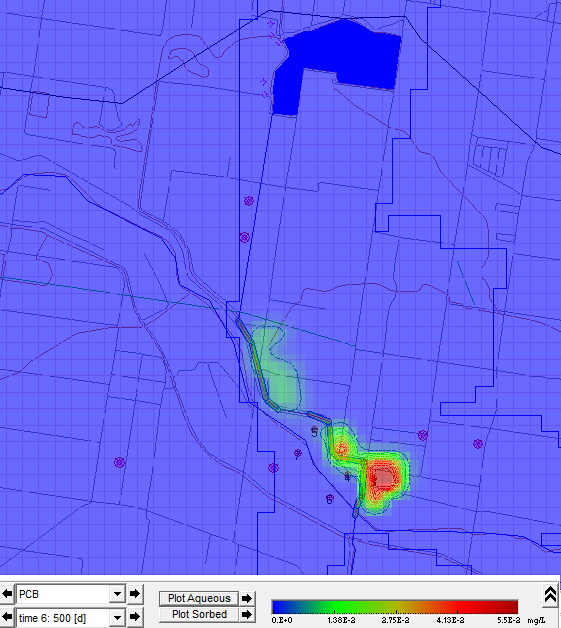 PCB
time 6: 500 [d]
Plot Aqueous
Plot Sorbed
0.E+0 1.38E-2 2.75E-2 4.13E-2 5.5E-2 mg/L